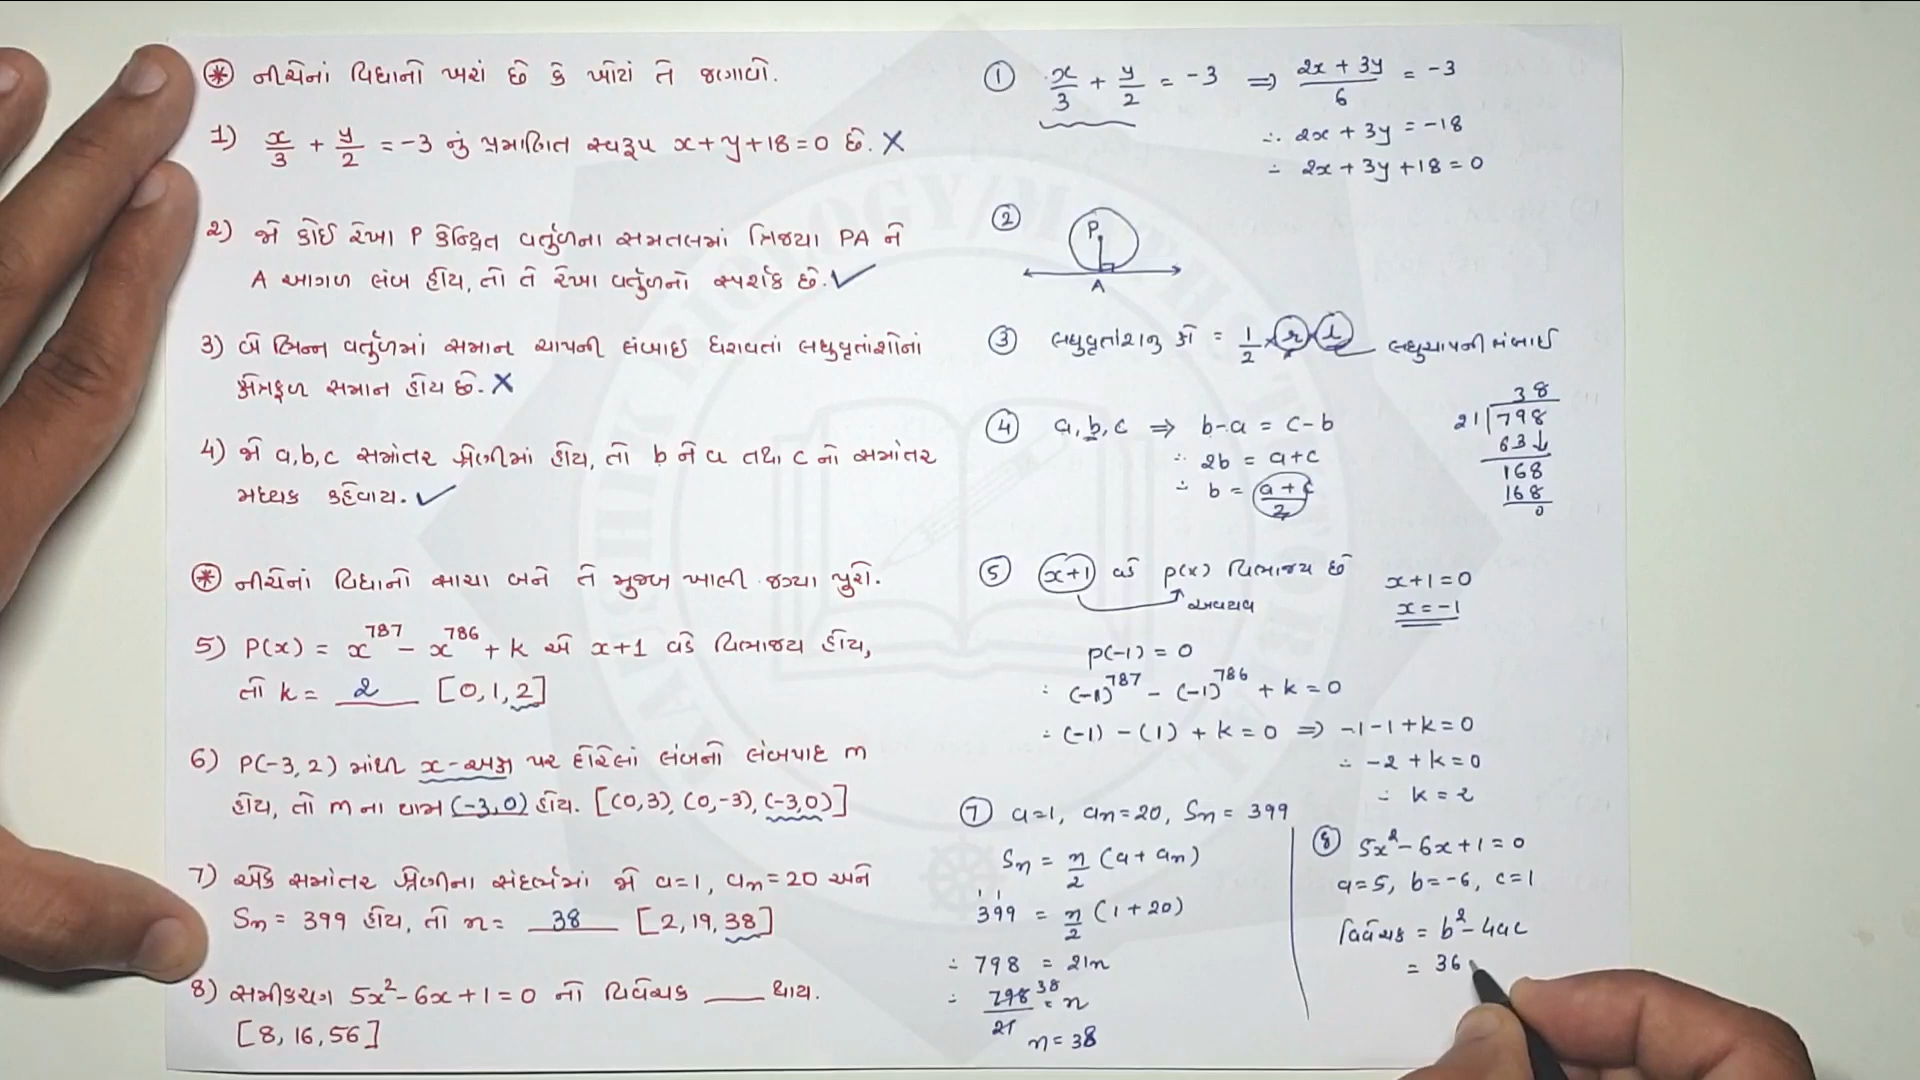 * નીચેનાં વિધાનો ખરાં છે કે ખોટાં તે જણાવો.
1) x/3 + y/2 = -3 નું પ્રમાણિત સ્વરૂપ x+y+18=0 છે. X
2) જો કોઈ રેખા P કેન્દ્રિત વર્તુળના સમતલમાં ત્રિજ્યા PA ને
A આગળ લંબ હોય, તો તે રેખા વર્તુળનો સ્પર્શક છે. ✓
3) બે ભિન્ન વર્તુળમાં સમાન ચાપની લંબાઈ ધરાવતાં લઘુવૃતાંશોનાં
ક્ષેત્રફળ સમાન હોય છે. X
4) જો a,b,c સમાંતર શ્રેણીમાં હોય, તો b ને a તથા c નો સમાંતર
મધ્યક કહેવાય. ✓
* નીચેનાં વિધાનો સાચા બને તે મુજબ ખાલી જગ્યા પુરો.
5) P(x) = x^787 - x^786 + k એ x+1 વડે વિભાજ્ય હોય,
તો k = 2 [0,1,2]
6) P(-3,2) માંથી x-અક્ષ પર દોરેલાં લંબનો લંબપાદ m
હોય, તો m ના યામ (-3,0) હોય. [(0,3), (0,-3), (-3,0)]
7) એક સમાંતર શ્રેણીના સંદર્ભમાં જો a=1, an=20 અને
Sn = 399 હોય, તો n = 38 [2,19,38]
8) સમીકરણ 5x²-6x+1=0 નો વિવેચક ____ થાય.
[8,16,56]
① x/3 + y/2 = -3 ⇒ (2x+3y)/6 = -3
∴ 2x+3y = -18
∴ 2x+3y+18=0
②
P
A
③ લઘુવૃતાંશનુ ક્ષે = 1/2 × r × l લઘુચાપની લંબાઈ
④ a,b,c ⇒ b-a = c-b
∴ 2b = a+c
∴ b = (a+c)/2
38
21)798
63↓
168
168
0
⑤ x+1 વડે p(x) વિભાજ્ય છે
અવયવ
x+1=0
x=-1
p(-1) = 0
∴ (-1)^787 - (-1)^786 + k = 0
∴ (-1) - (1) + k = 0 ⇒ -1-1+k=0
∴ -2+k=0
∴ k=2
⑦ a=1, an=20, Sn = 399
Sn = n/2 (a+an)
399 = n/2 (1+20)
∴ 798 = 21n
∴ 798/21 = n 38
n=38
⑧ 5x²-6x+1=0
a=5, b=-6, c=1
વિવેચક = b²-4ac
= 36